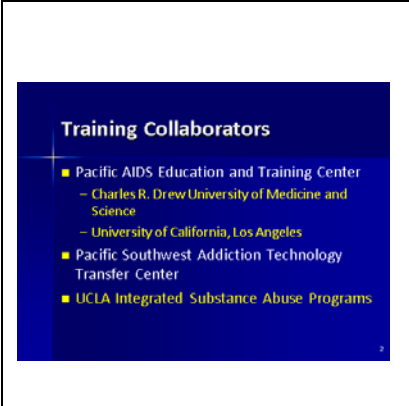 Training Collaborators
Pacific AIDS Education and Training Center
– Charles R. Drew University of Medicine and
Science
– University of California, Los Angeles
Pacific Southwest Addiction Technology
Transfer Center
UCLA Integrated Substance Abuse Programs
2